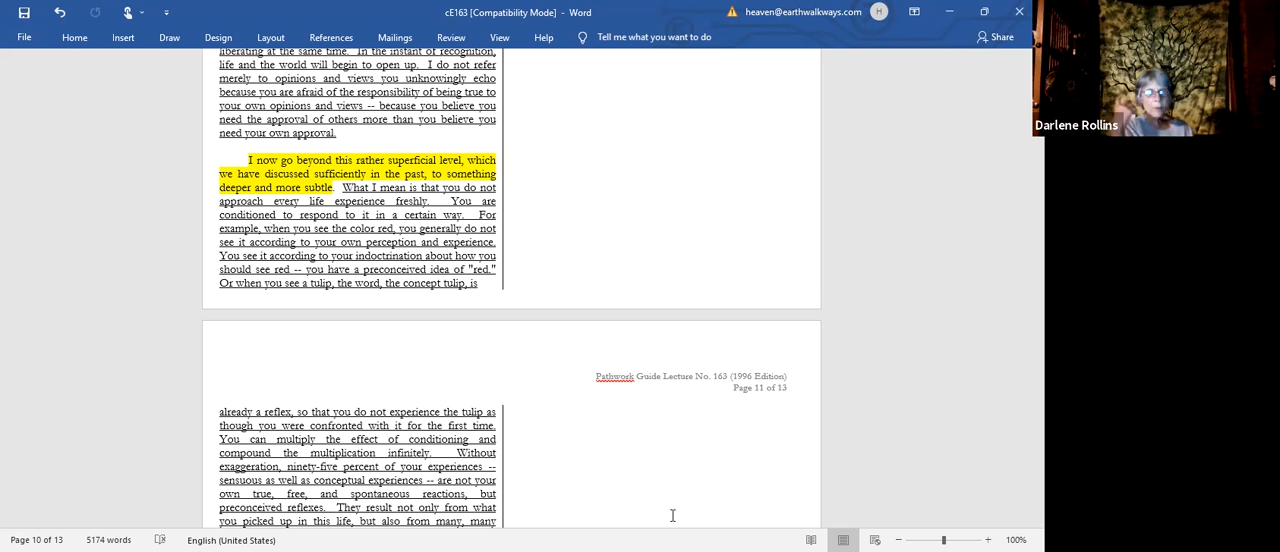 cE163 [Compatibility Mode] - Word
heaven@earthwalkways.com
H
File Home Insert Draw Design Layout References Mailings Review View Help Tell me what you want to do Share
liberating at the same time. In the instant of recognition,
life and the world will begin to open up. I do not refer
merely to opinions and views you unknowingly echo
because you are afraid of the responsibility of being true to
your own opinions and views -- because you believe you
need the approval of others more than you believe you
need your own approval.
I now go beyond this rather superficial level, which
we have discussed sufficiently in the past, to something
deeper and more subtle. What I mean is that you do not
approach every life experience freshly. You are
conditioned to respond to it in a certain way. For
example, when you see the color red, you generally do not
see it according to your own perception and experience.
You see it according to your indoctrination about how you
should see red -- you have a preconceived idea of "red."
Or when you see a tulip, the word, the concept tulip, is
Pathwork Guide Lecture No. 163 (1996 Edition)
Page 11 of 13
already a reflex, so that you do not experience the tulip as
though you were confronted with it for the first time.
You can multiply the effect of conditioning and
compound the multiplication infinitely. Without
exaggeration, ninety-five percent of your experiences --
sensuous as well as conceptual experiences -- are not your
own true, free, and spontaneous reactions, but
preconceived reflexes. They result not only from what
you picked up in this life, but also from many, many
Page 10 of 13 5174 words English (United States) 100%
Darlene Rollins